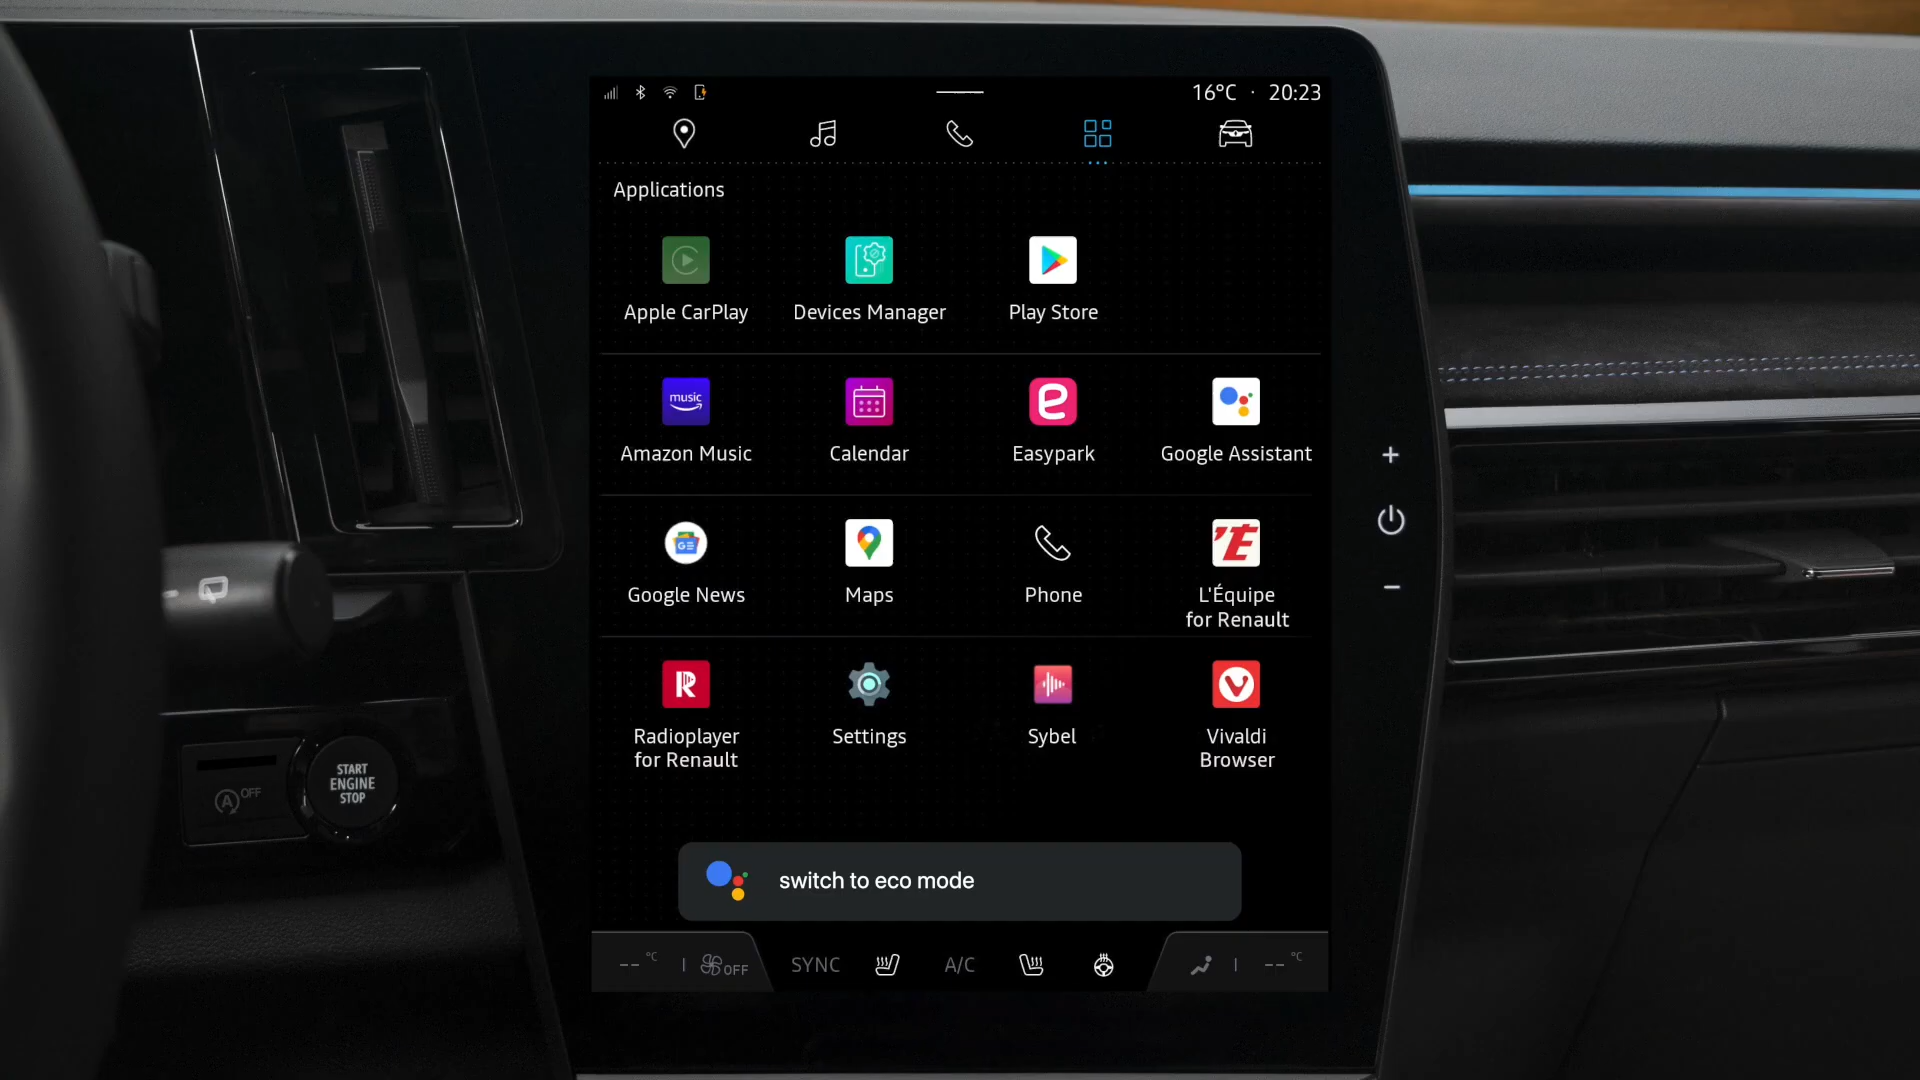 16°C · 20:23
Applications
Apple CarPlay
Devices Manager
Play Store
music
Amazon Music
Calendar
e
Easypark
Google Assistant
GE
Google News
Maps
Phone
'E
L'Équipe
for Renault
R
Radioplayer
for Renault
Settings
Sybel
Vivaldi
Browser
switch to eco mode
-- °C
OFF
SYNC
A/C
-- °C
+
−
A OFF
START
ENGINE
STOP